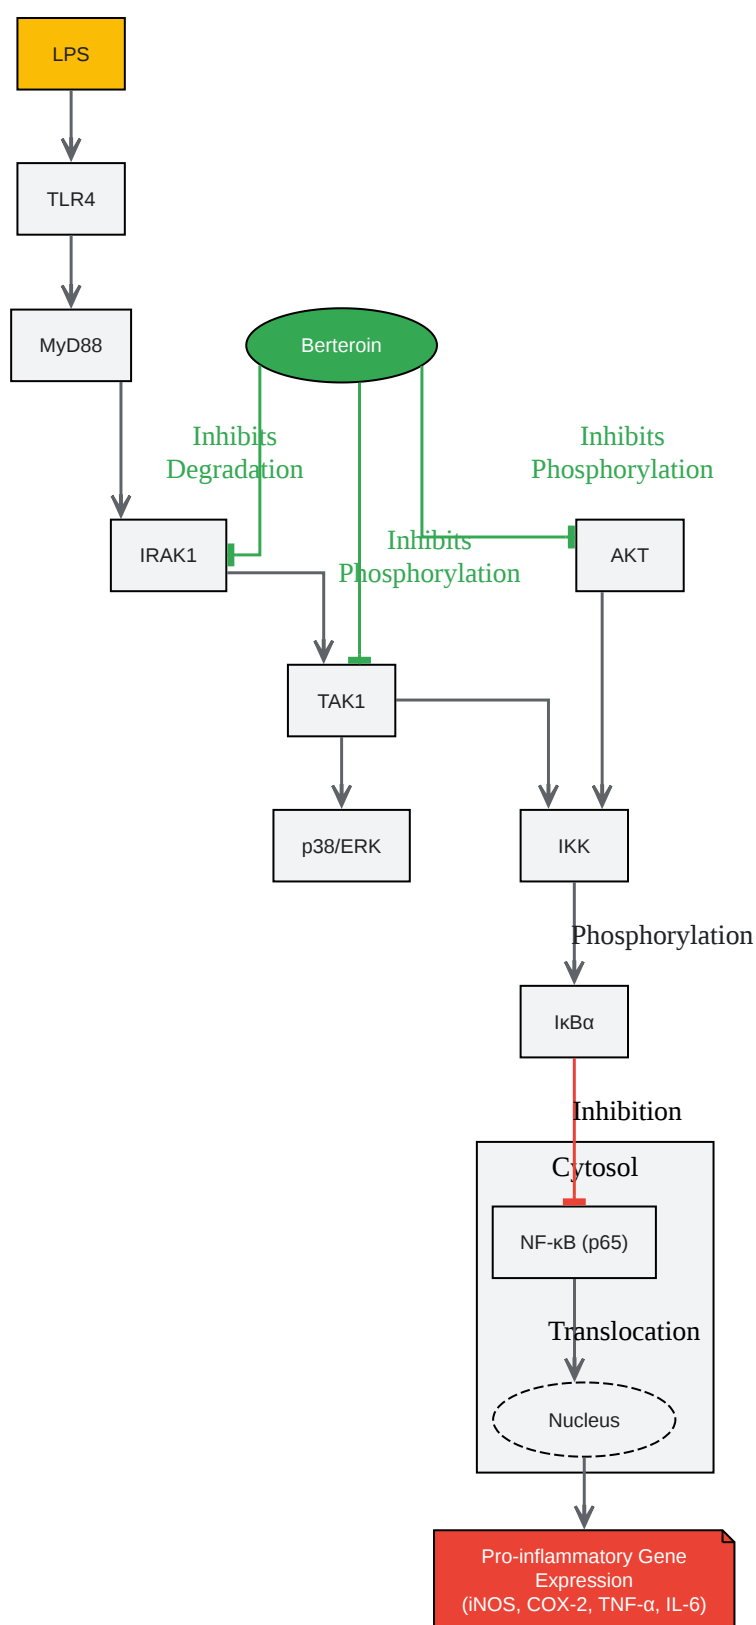 LPS
TLR4
MyD88
Berteroin
Inhibits
Degradation
Inhibits
Phosphorylation
Inhibits
Phosphorylation
IRAK1
AKT
TAK1
p38/ERK
IKK
Phosphorylation
IκBα
Inhibition
Cytosol
NF-κB (p65)
Translocation
Nucleus
Pro-inflammatory Gene
Expression
(iNOS, COX-2, TNF-α, IL-6)